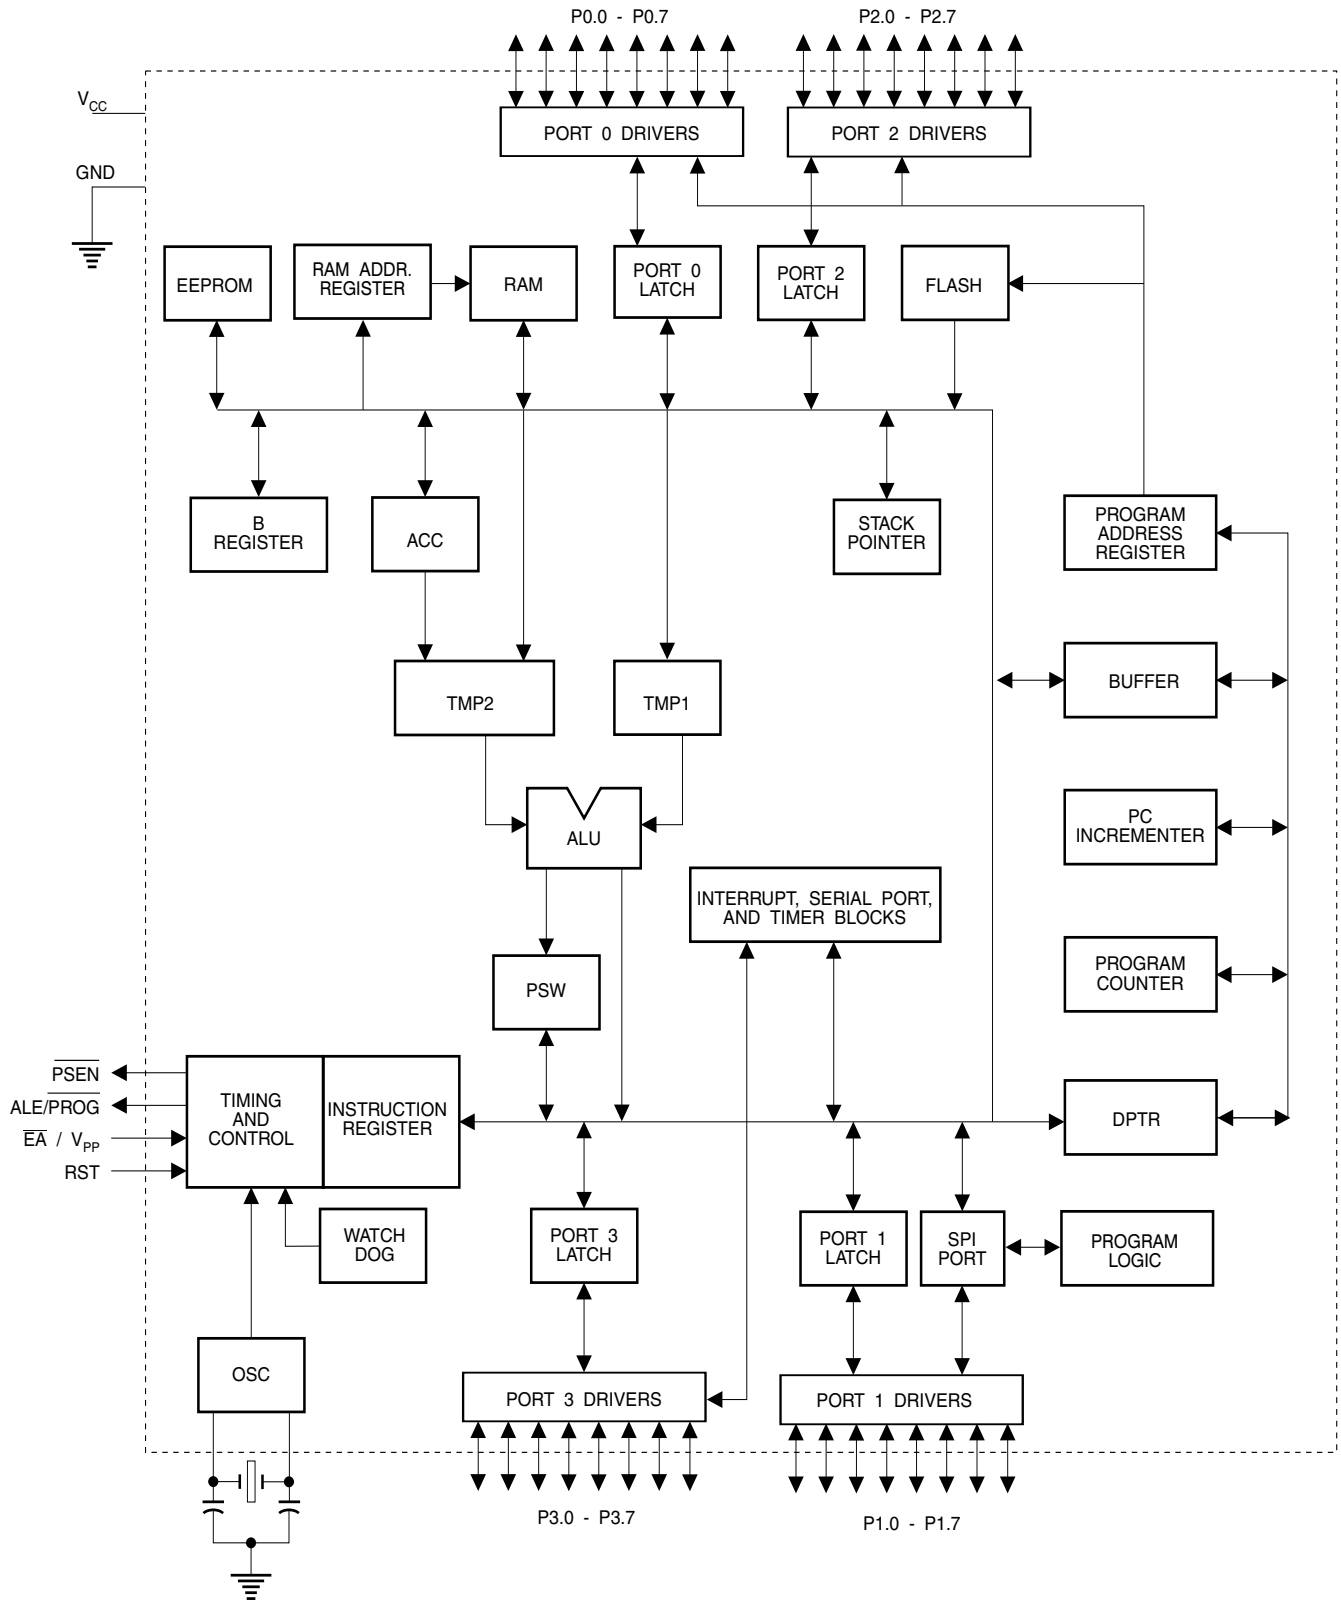 P0.0 - P0.7
P2.0 - P2.7
VCC
PORT 0 DRIVERS
PORT 2 DRIVERS
GND
EEPROM
RAM ADDR.
REGISTER
RAM
PORT 0
LATCH
PORT 2
LATCH
FLASH
B
REGISTER
ACC
STACK
POINTER
PROGRAM
ADDRESS
REGISTER
TMP2
TMP1
BUFFER
ALU
PC
INCREMENTER
INTERRUPT, SERIAL PORT,
AND TIMER BLOCKS
PSW
PROGRAM
COUNTER
PSEN
ALE/PROG
EA / VPP
RST
TIMING
AND
CONTROL
INSTRUCTION
REGISTER
DPTR
WATCH
DOG
PORT 3
LATCH
PORT 1
LATCH
SPI
PORT
PROGRAM
LOGIC
OSC
PORT 3 DRIVERS
PORT 1 DRIVERS
P3.0 - P3.7
P1.0 - P1.7